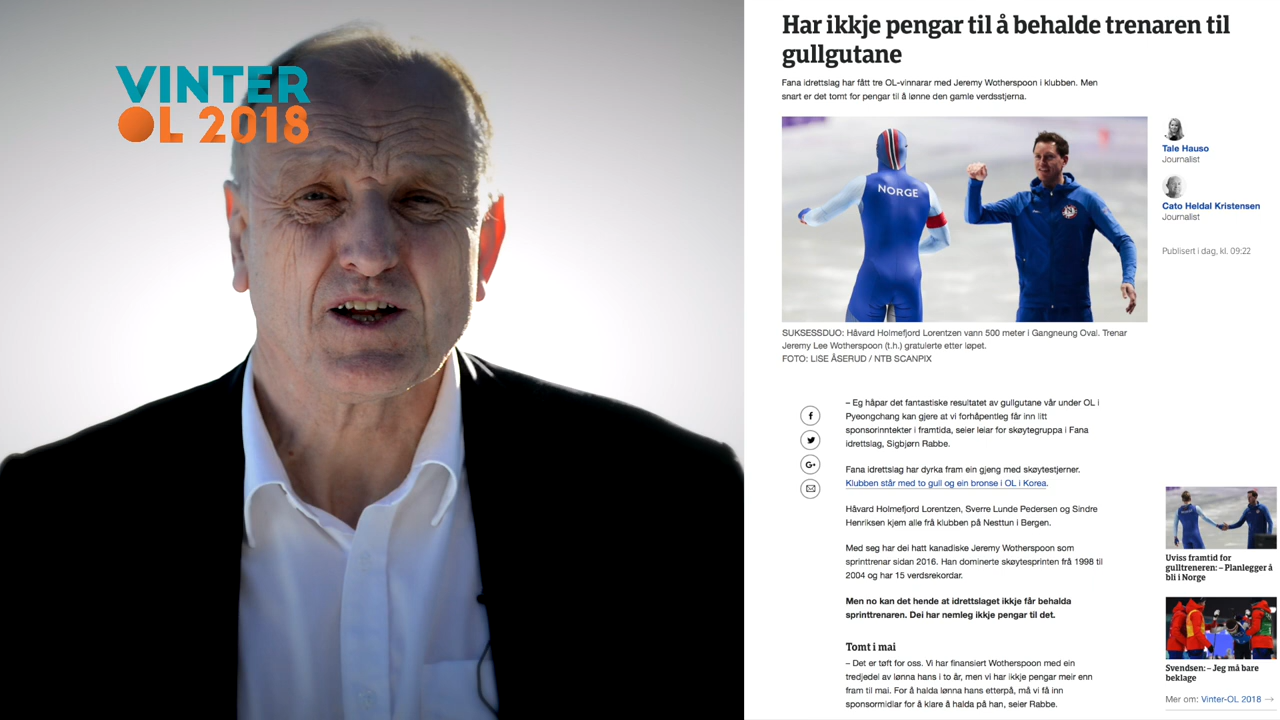 VINTER
OL 2018
Har ikkje pengar til å behalde trenaren til
gullgutane
Fana idrettslag har fått tre OL-vinnarar med Jeremy Wotherspoon i klubben. Men
snart er det tomt for pengar til å lønne den gamle verdsstjerna.
NORGE
Tale Hauso
Journalist
Cato Heldal Kristensen
Journalist
Publisert i dag, kl. 09:22
SUKSESSDUO: Håvard Holmefjord Lorentzen vann 500 meter i Gangneung Oval. Trenar
Jeremy Lee Wotherspoon (t.h.) gratulerte etter løpet.
FOTO: LISE ÅSERUD / NTB SCANPIX
– Eg håpar det fantastiske resultatet av gullgutane vår under OL i
Pyeongchang kan gjere at vi forhåpentleg får inn litt
sponsorinntekter i framtida, seier leiar for skøytegruppa i Fana
idrettslag, Sigbjørn Rabbe.
Fana idrettslag har dyrka fram ein gjeng med skøytestjerner.
Klubben står med to gull og ein bronse i OL i Korea.
Håvard Holmefjord Lorentzen, Sverre Lunde Pedersen og Sindre
Henriksen kjem alle frå klubben på Nesttun i Bergen.
Med seg har dei hatt kanadiske Jeremy Wotherspoon som
sprinttrenar sidan 2016. Han dominerte skøytesprinten frå 1998 til
2004 og har 15 verdsrekordar.
Men no kan det hende at idrettslaget ikkje får behalda
sprinttrenaren. Dei har nemleg ikkje pengar til det.
Tomt i mai
– Det er tøft for oss. Vi har finansiert Wotherspoon med ein
tredjedel av lønna hans i to år, men vi har ikkje pengar meir enn
fram til mai. For å halda lønna hans etterpå, må vi få inn
sponsormidlar for å klare å halda på han, seier Rabbe.
Uviss framtid for
gulltreneren: – Planlegger å
bli i Norge
Svendsen: – Jeg må bare
beklage
Mer om: Vinter-OL 2018 →